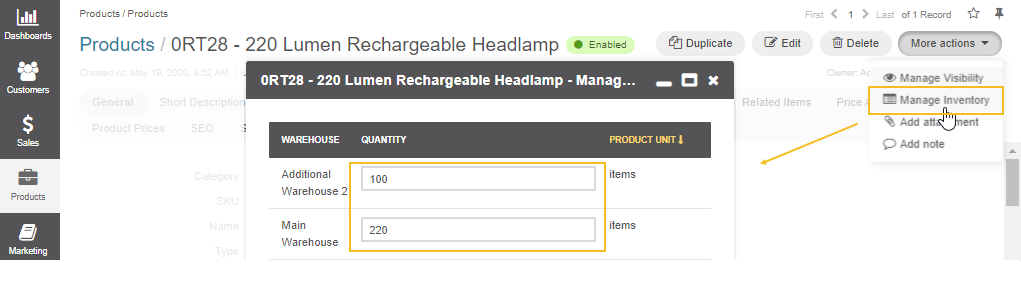 Dashboards
Customers
Sales
Products
Marketing
Products / Products
First 1 Last of 1 Record
Products / 0RT28 - 220 Lumen Rechargeable Headlamp Enabled
Duplicate Edit Delete More actions
Created At: May 19, 2020, 9:52 AM
Owner:
General Short Description Related Items
Product Prices SEO
Category
SKU
Name
Type
Manage Visibility
Manage Inventory
Add attachment
Add note
0RT28 - 220 Lumen Rechargeable Headlamp - Manag...
WAREHOUSE QUANTITY PRODUCT UNIT
Additional
Warehouse 2
100 items
Main
Warehouse
220 items